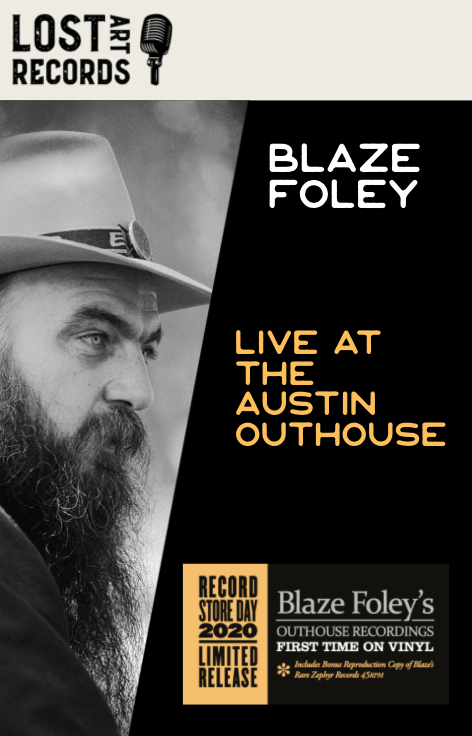 LOST ART
RECORDS
BLAZE
FOLEY
LIVE AT
THE
AUSTIN
OUTHOUSE
RECORD
STORE DAY
2020
LIMITED
RELEASE
Blaze Foley's
OUTHOUSE RECORDINGS
FIRST TIME ON VINYL
* Includes Bonus Reproduction Copy of Blaze's
Rare Zephyr Records 45RPM
E